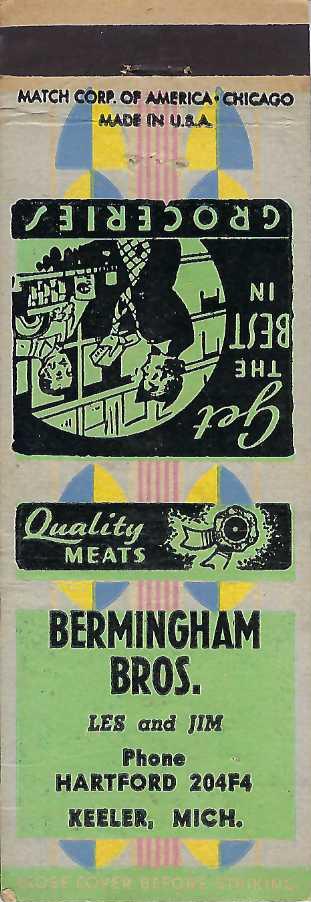 MATCH CORP. OF AMERICA · CHICAGO
MADE IN U.S.A.
Get
THE
BEST
IN
GROCERIES
Quality
MEATS
BERMINGHAM
BROS.
LES and JIM
Phone
HARTFORD 204F4
KEELER, MICH.
CLOSE COVER BEFORE STRIKING